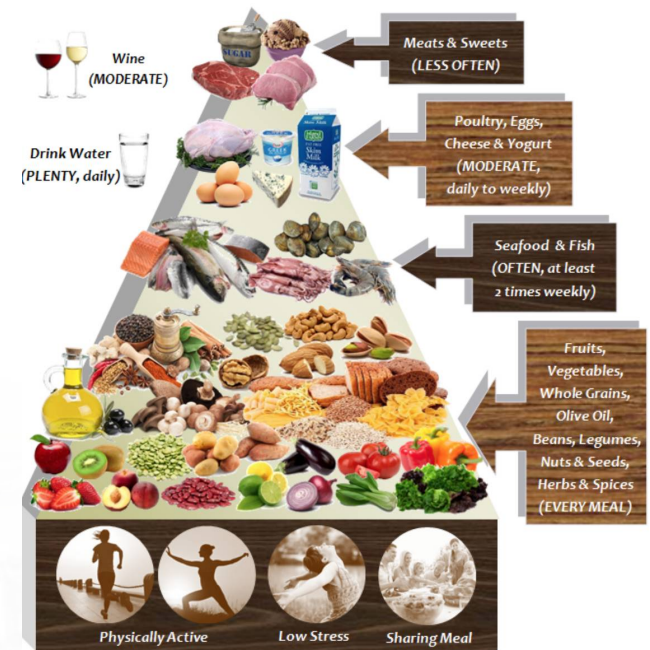 Wine
(MODERATE)
SUGAR
Meats & Sweets
(LESS OFTEN)
Drink Water
(PLENTY, daily)
Skim
Milk
Poultry, Eggs,
Cheese & Yogurt
(MODERATE,
daily to weekly)
Seafood & Fish
(OFTEN, at least
2 times weekly)
Fruits,
Vegetables,
Whole Grains,
Olive Oil,
Beans, Legumes,
Nuts & Seeds,
Herbs & Spices
(EVERY MEAL)
Physically Active
Low Stress
Sharing Meal